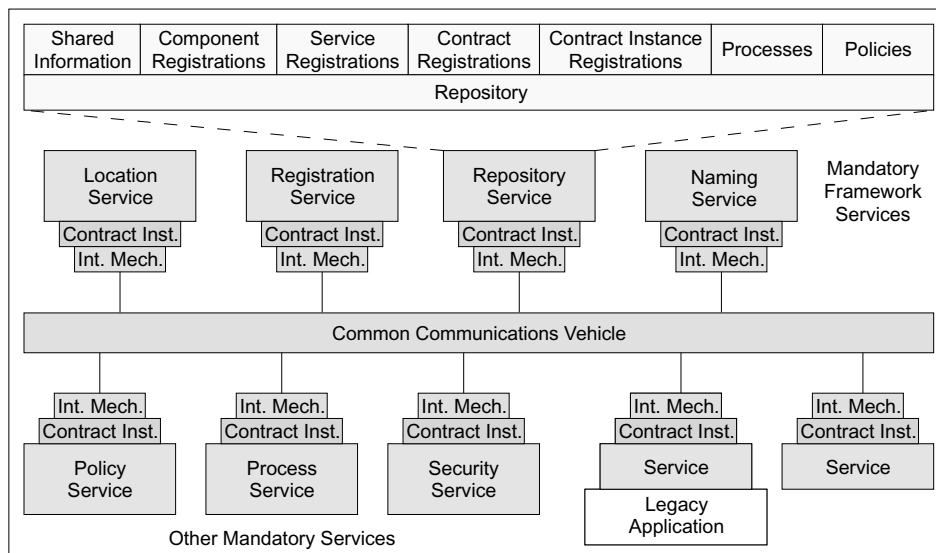 Shared
Information
Component
Registrations
Service
Registrations
Contract
Registrations
Contract Instance
Registrations
Processes
Policies
Repository
Location
Service
Registration
Service
Repository
Service
Naming
Service
Mandatory
Framework
Services
Contract Inst.
Contract Inst.
Contract Inst.
Contract Inst.
Int. Mech.
Int. Mech.
Int. Mech.
Int. Mech.
Common Communications Vehicle
Int. Mech.
Int. Mech.
Int. Mech.
Int. Mech.
Int. Mech.
Contract Inst.
Contract Inst.
Contract Inst.
Contract Inst.
Contract Inst.
Policy
Service
Process
Service
Security
Service
Service
Service
Legacy
Application
Other Mandatory Services